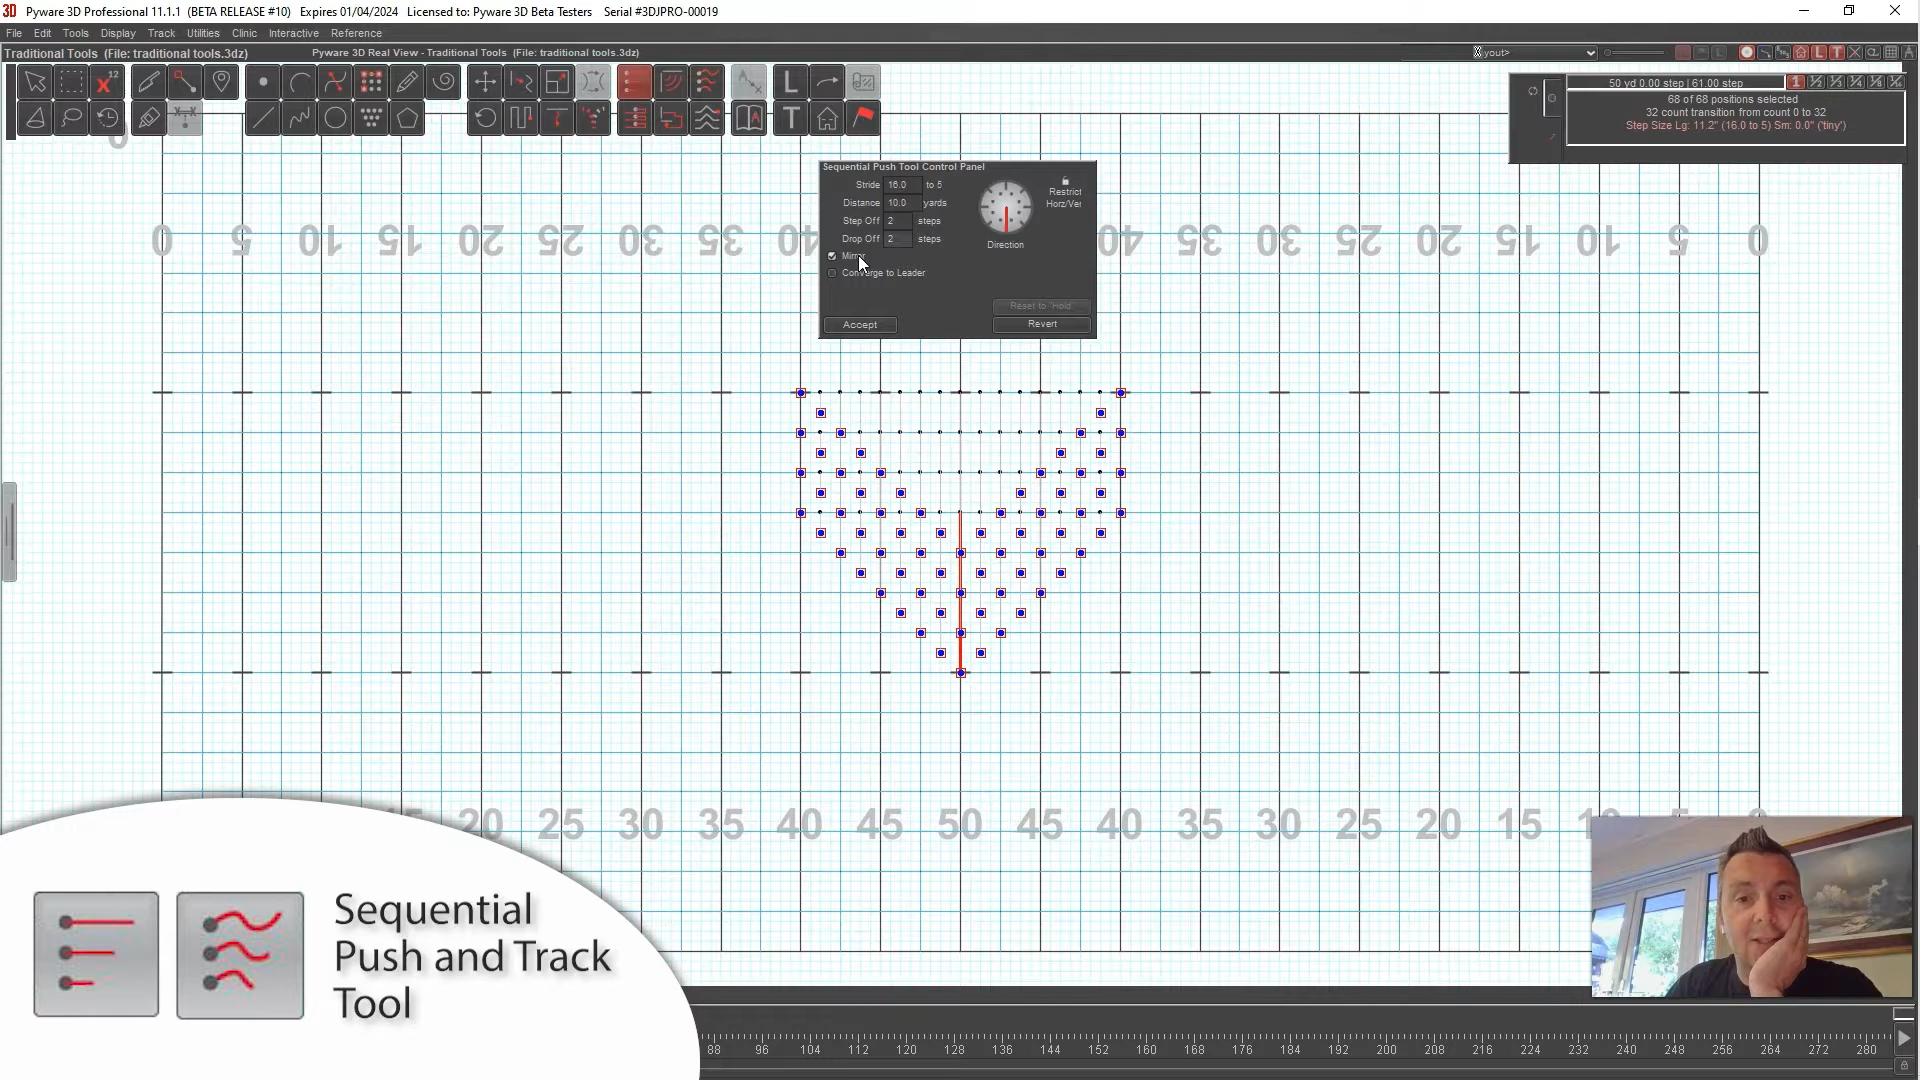 Pyware 3D Professional 11.1.1 (BETA RELEASE #10) Expires 01/04/2024 Licensed to: Pyware 3D Beta Testers Serial #3DJPRO-00019
File Edit Tools Display Track Utilities Clinic Interactive Reference
Traditional Tools (File: traditional tools.3dz)
Pyware 3D Real View - Traditional Tools (File: traditional tools.3dz)
yout>
50 yd 0.00 step | 61.00 step
68 of 68 positions selected
32 count transition from count 0 to 32
Step Size Lg: 11.2" (16.0 to 5) Sm: 0.0" ('tiny')
Sequential Push Tool Control Panel
Stride 16.0 to 5
Distance 10.0 yards
Step Off 2 steps
Drop Off 2 steps
Mirror
Converge to Leader
Direction
Restrict
Horz/Ver
Reset to "Hold"
Accept
Revert
0 5 10 15 20 25 30 35 40 40 35 30 25 20 15 10 5 0
20 25 30 35 40 45 50 45 40 35 30 25 20 15
Sequential
Push and Track
Tool
88 96 104 112 120 128 136 144 152 160 168 176 184 192 200 208 216 224 232 240 248 256 264 272 280